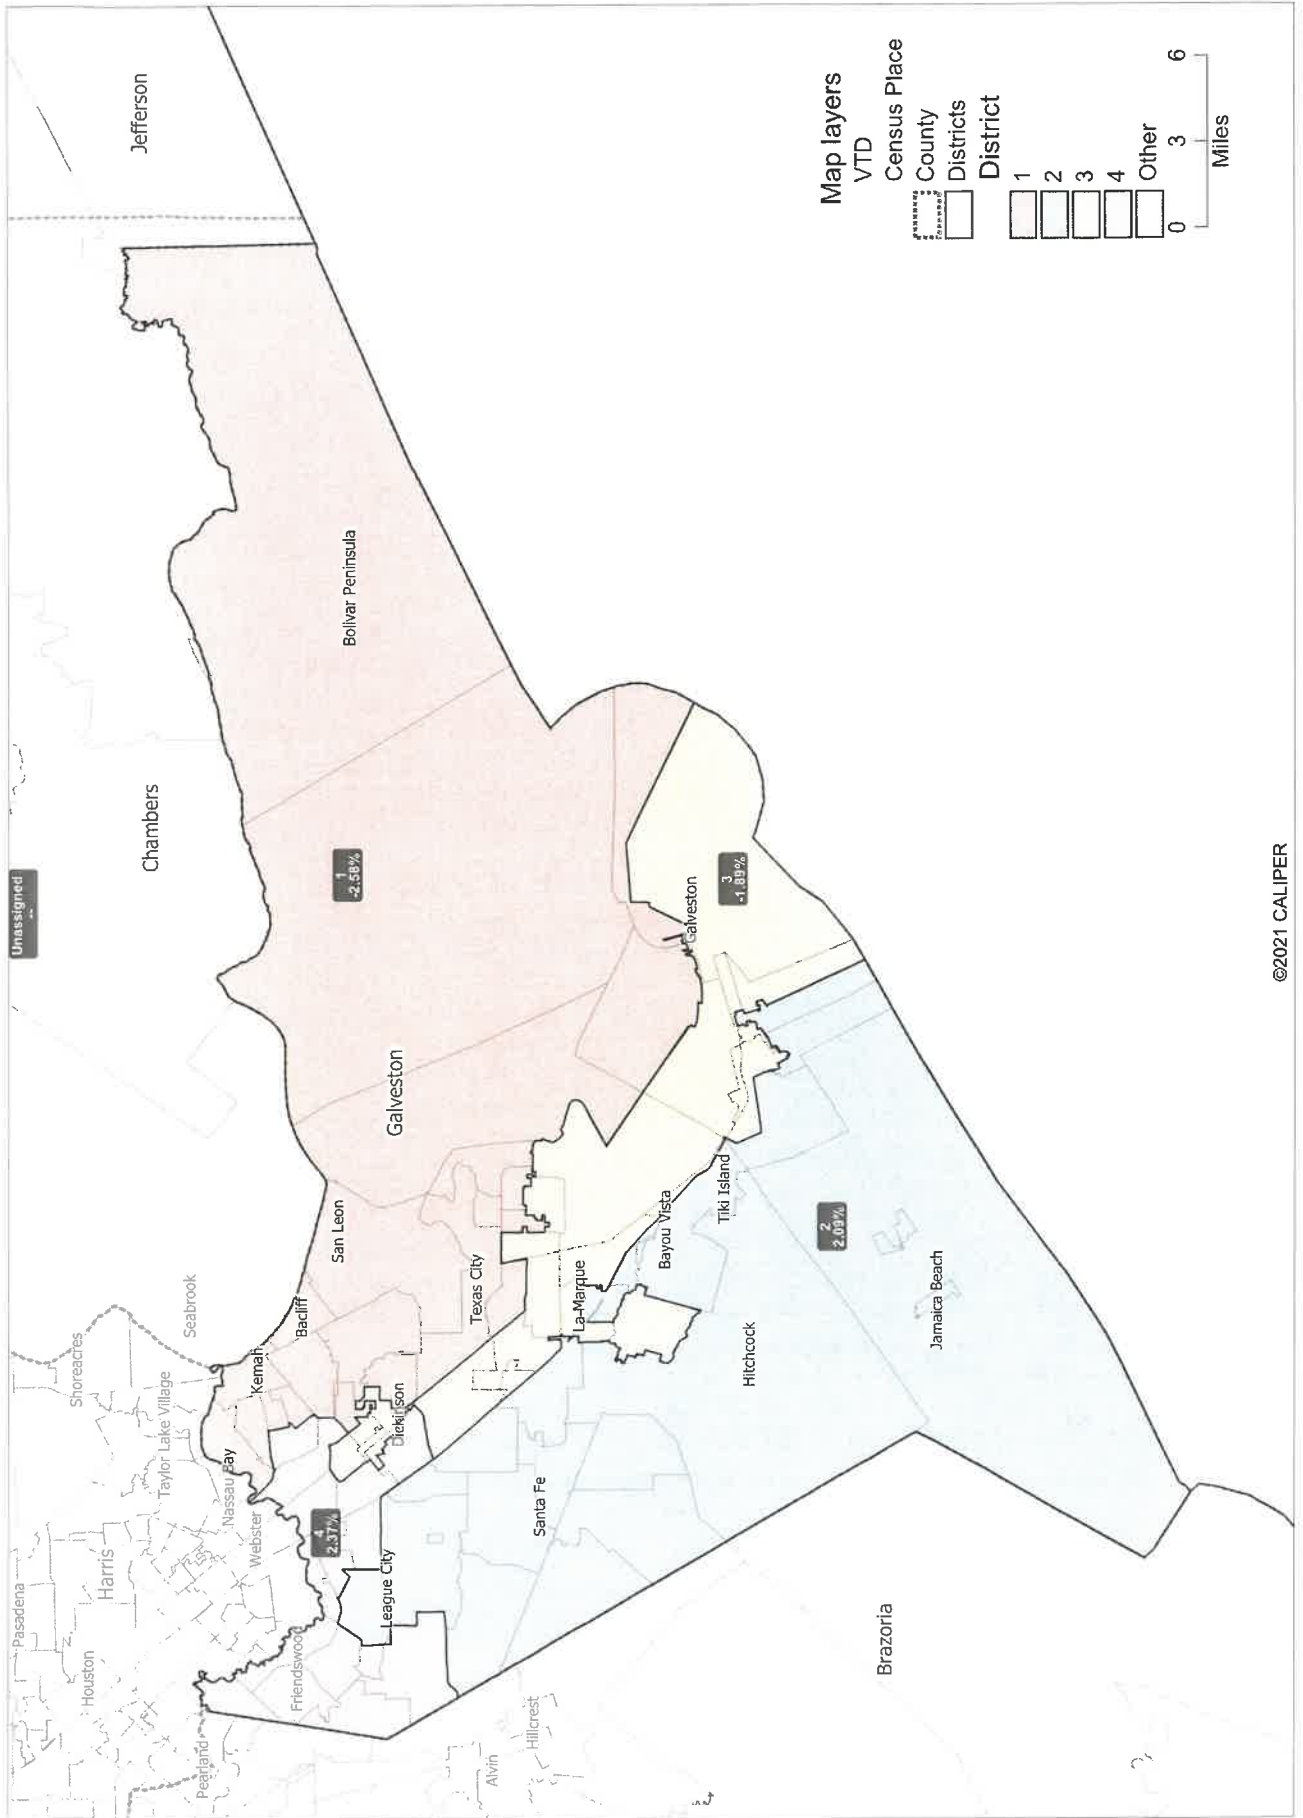 Unassigned
--
Jefferson
Chambers
Bolivar Peninsula
1
-2.58%
Galveston
Galveston
3
-1.89%
San Leon
Bacliff
Kemah
Texas City
La-Marque
Bayou Vista
Tiki Island
2
2.09%
Jamaica Beach
Hitchcock
Dickinson
Santa Fe
League City
4
2.37%
Friendswood
Nassau Bay
Webster
Taylor Lake Village
Seabrook
Shoreacres
Pasadena
Harris
Houston
Pearland
Alvin
Hillcrest
Brazoria
Map layers
VTD
Census Place
County
Districts
District
1
2
3
4
Other
0 3 6
Miles
©2021 CALIPER